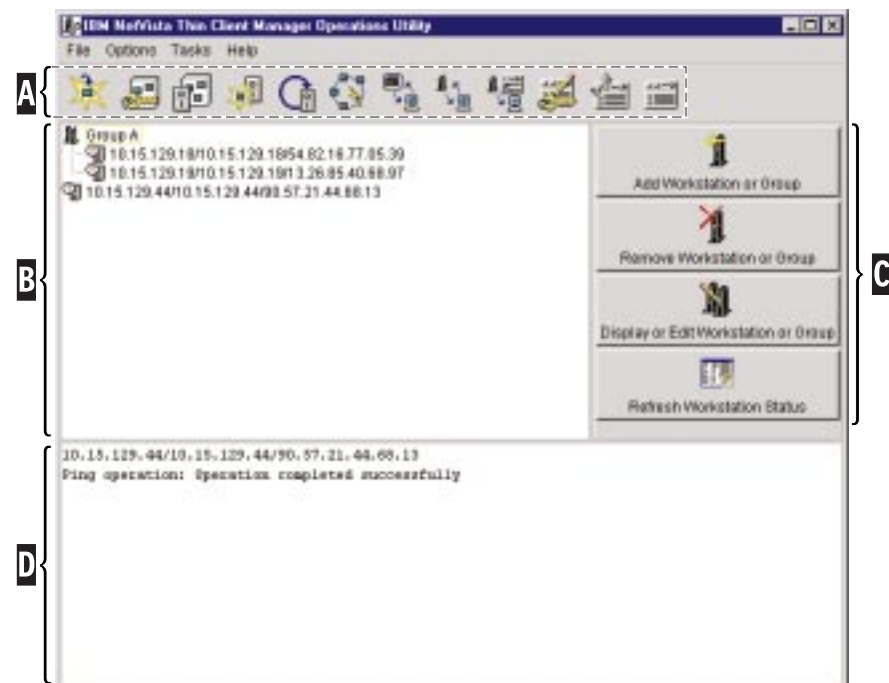 IBM NetVista Thin Client Manager Operations Utility
File Options Tasks Help
A
B
Group A
10.15.129.18/10.15.129.18/54.82.16.77.05.39
10.15.129.19/10.15.129.19/13.26.85.40.68.97
10.15.129.44/10.15.129.44/90.57.21.44.68.13
Add Workstation or Group
Remove Workstation or Group
Display or Edit Workstation or Group
Refresh Workstation Status
C
D
10.15.129.44/10.15.129.44/90.57.21.44.68.13
Ping operation: Operation completed successfully